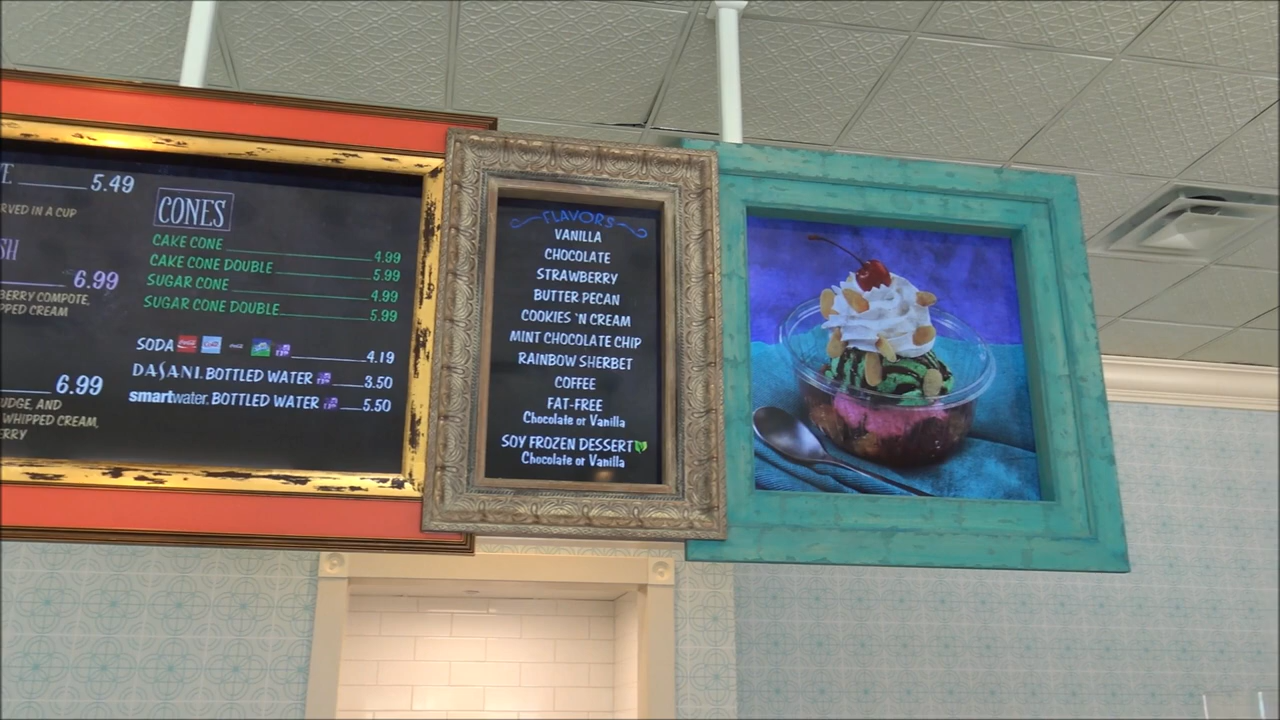 5.49
RVED IN A CUP
SH
6.99
BERRY COMPOTE,
PPED CREAM
6.99
UDGE, AND
WHIPPED CREAM,
ERRY
CONES
CAKE CONE 4.99
CAKE CONE DOUBLE 5.99
SUGAR CONE 4.99
SUGAR CONE DOUBLE 5.99
SODA 4.19
DASANI. BOTTLED WATER 3.50
smartwater. BOTTLED WATER 5.50
FLAVORS
VANILLA
CHOCOLATE
STRAWBERRY
BUTTER PECAN
COOKIES 'N CREAM
MINT CHOCOLATE CHIP
RAINBOW SHERBET
COFFEE
FAT-FREE
Chocolate or Vanilla
SOY FROZEN DESSERT
Chocolate or Vanilla